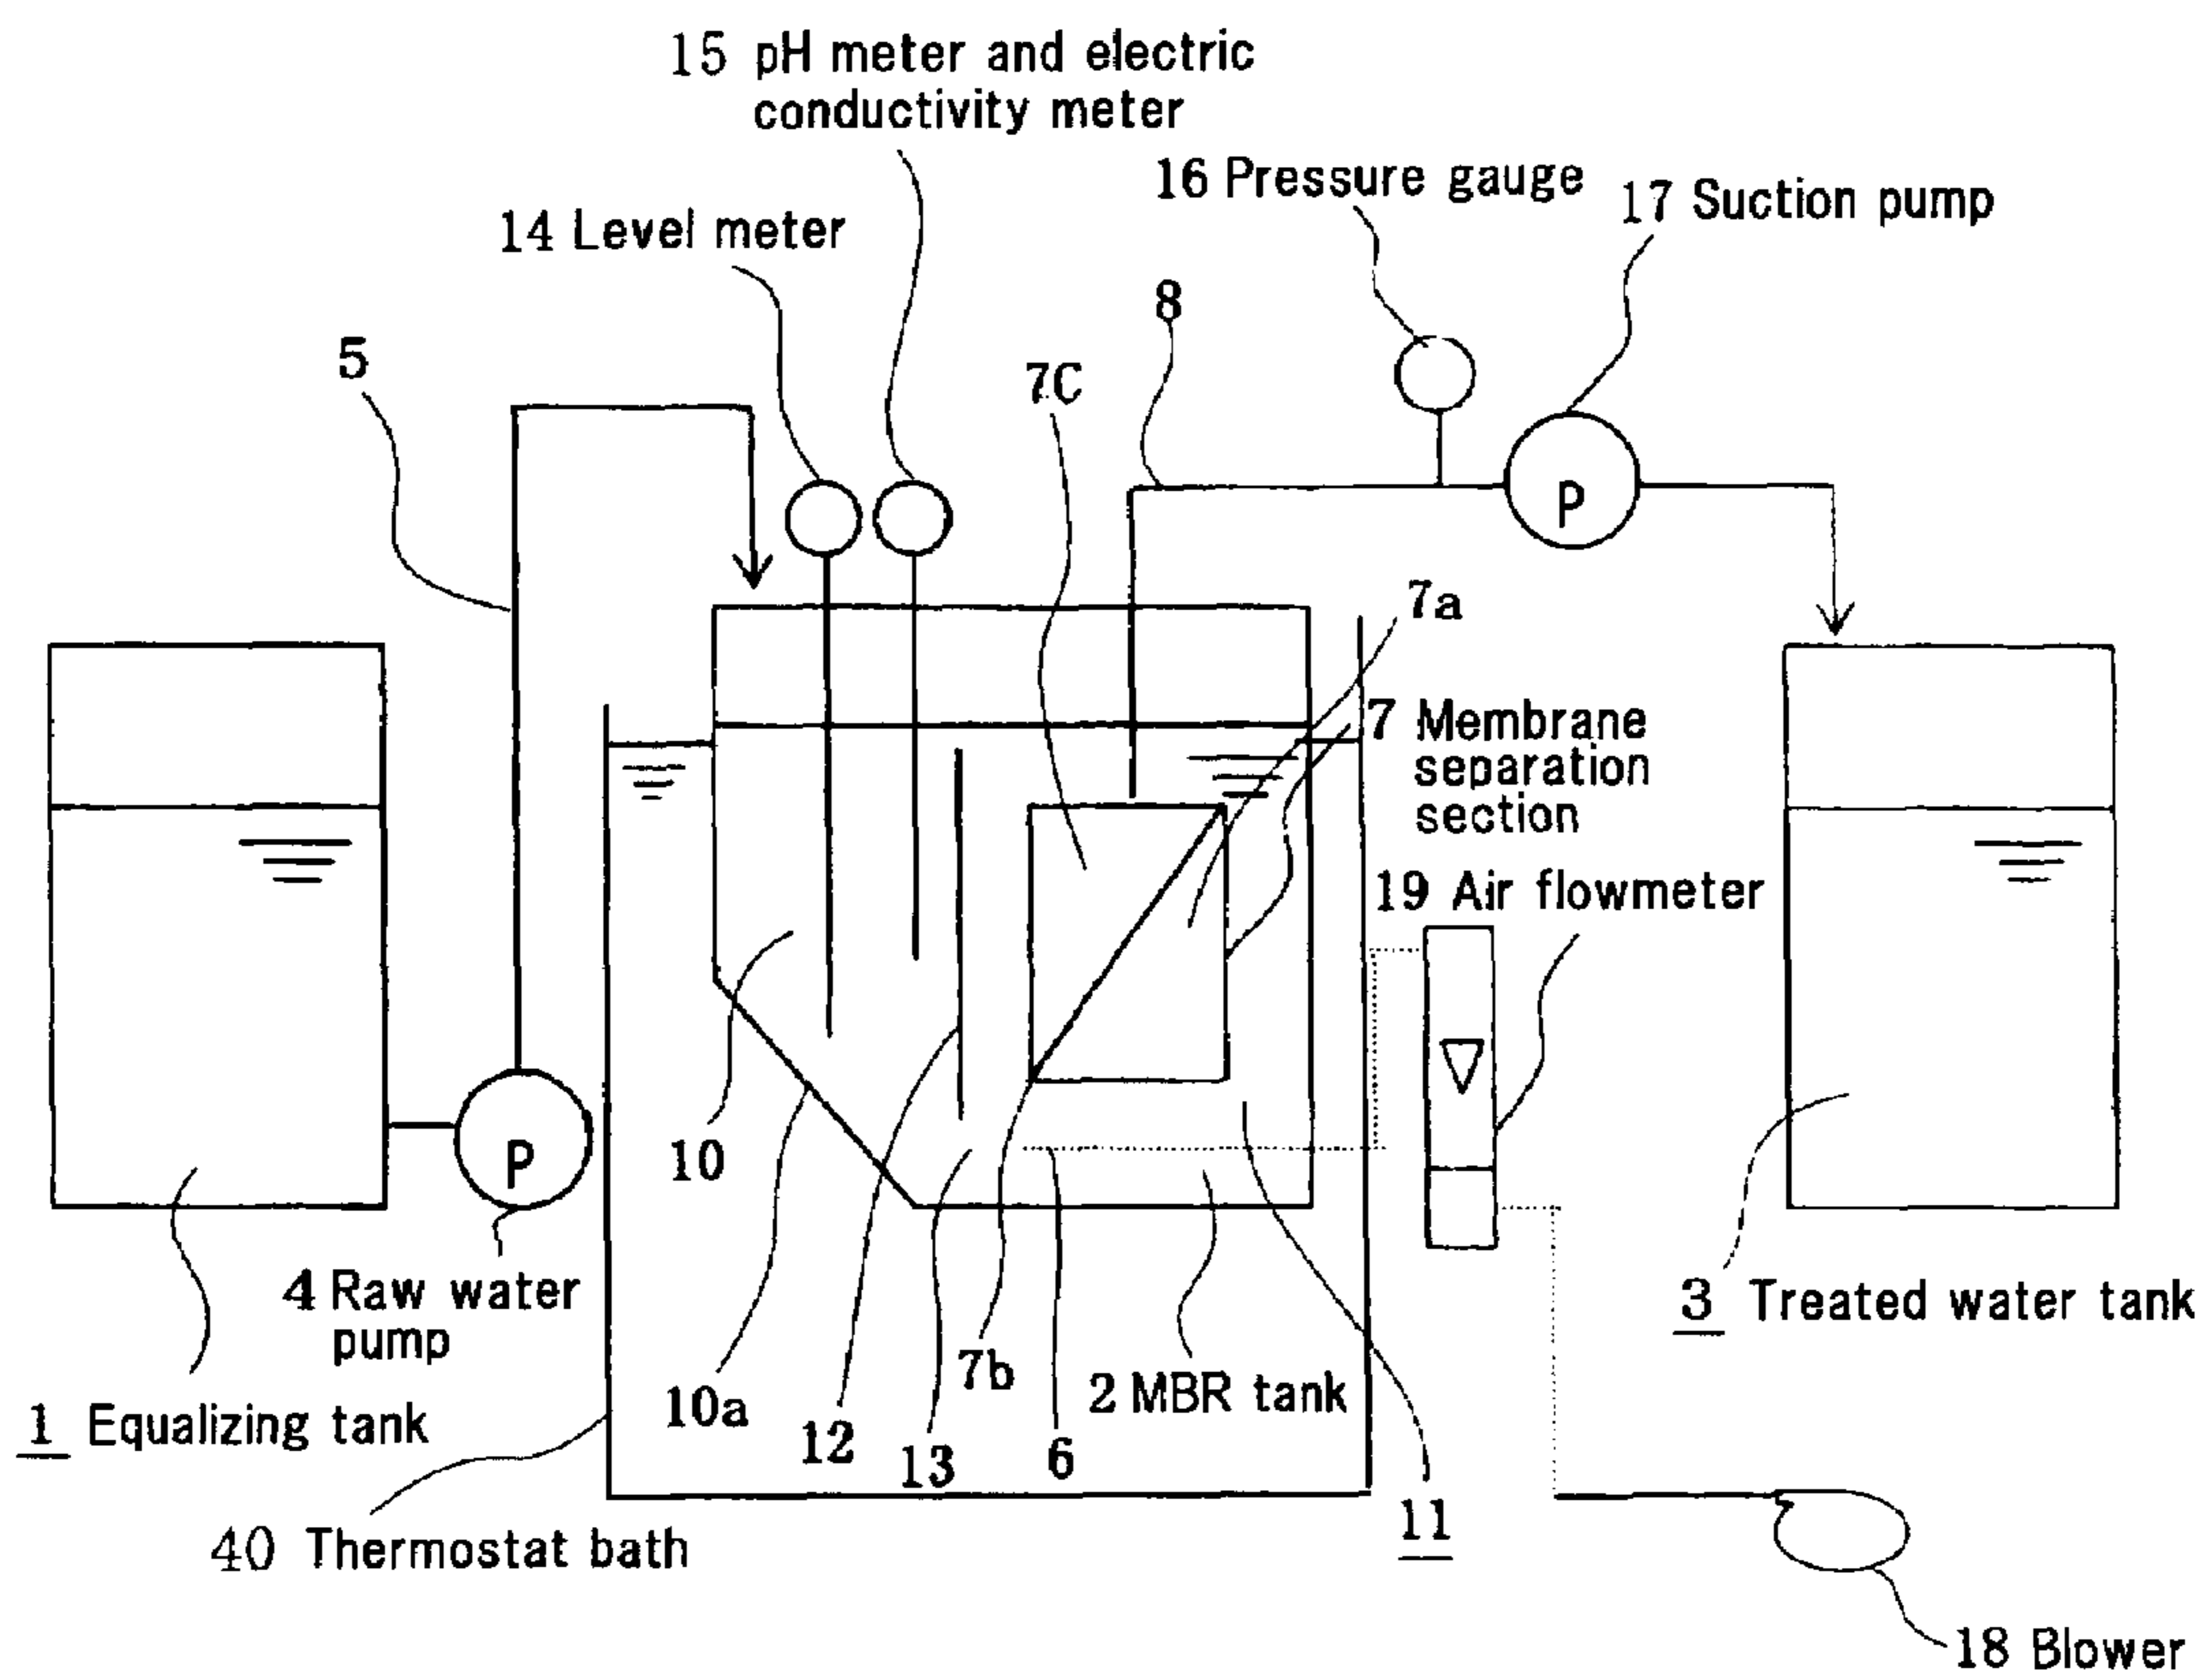 15 pH meter and electric
conductivity meter
16 Pressure gauge
17 Suction pump
14 Level meter
8
5
7C
7a
7 Membrane
separation
section
19 Air flowmeter
P
P
10
4 Raw water
pump
3 Treated water tank
7b
2 MBR tank
10a
1 Equalizing tank
12
13
6
11
40 Thermostat bath
18 Blower